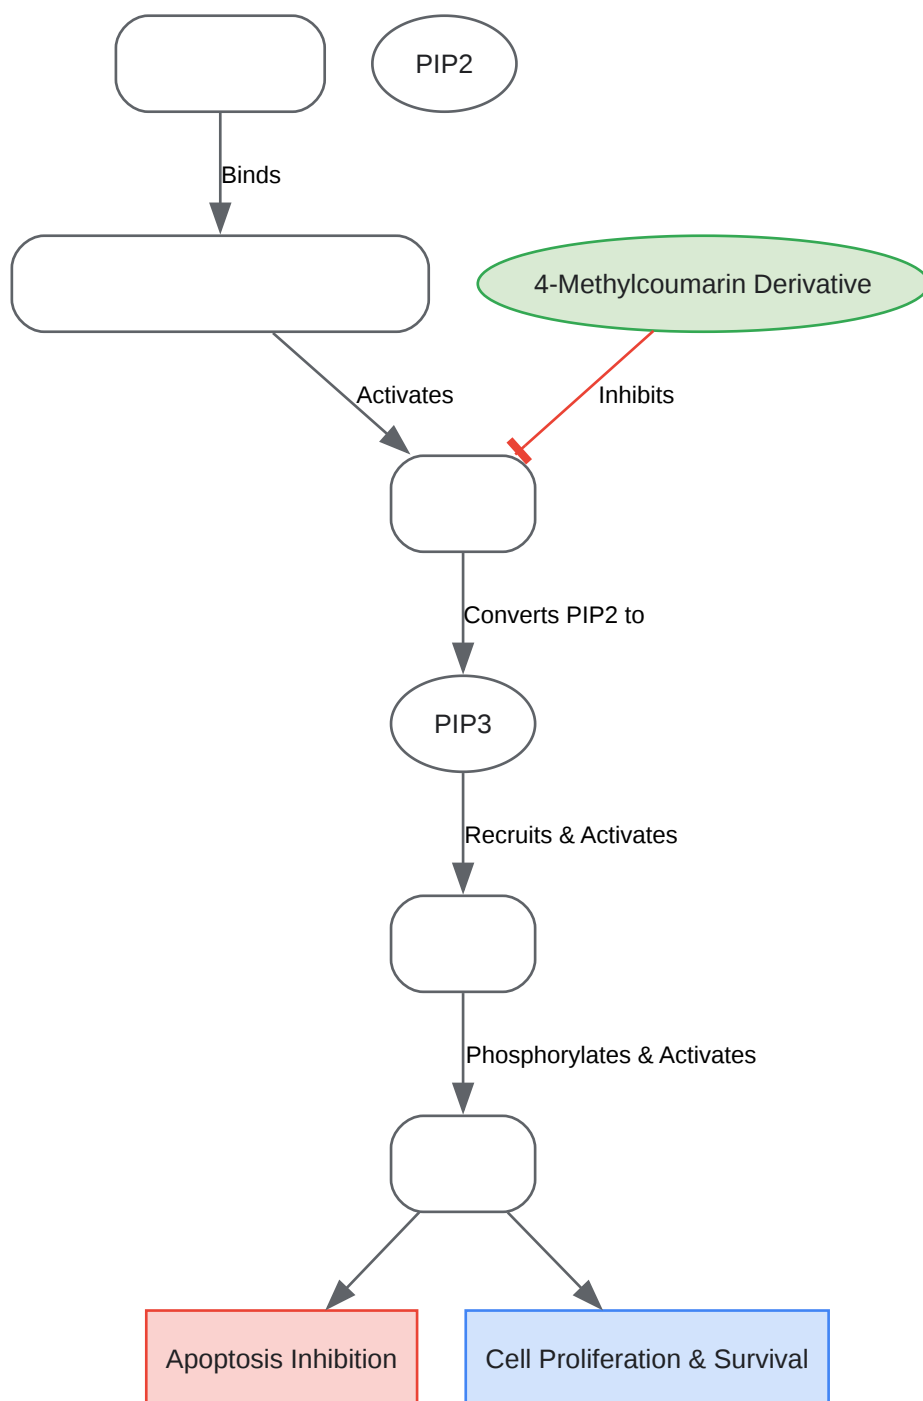 PIP2
Binds
4-Methylcoumarin Derivative
Activates
Inhibits
Converts PIP2 to
PIP3
Recruits & Activates
Phosphorylates & Activates
Apoptosis Inhibition
Cell Proliferation & Survival